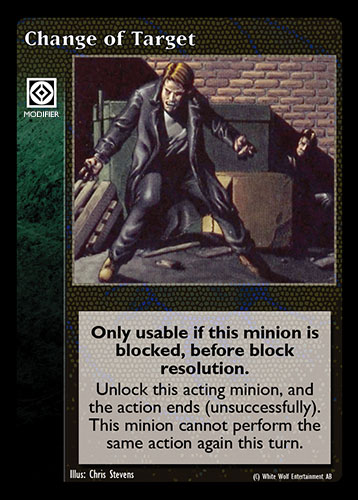 Change of Target
MODIFIER
Only usable if this minion is
blocked, before block
resolution.
Unlock this acting minion, and
the action ends (unsuccessfully).
This minion cannot perform the
same action again this turn.
Illus: Chris Stevens
(C) White Wolf Entertainment AB